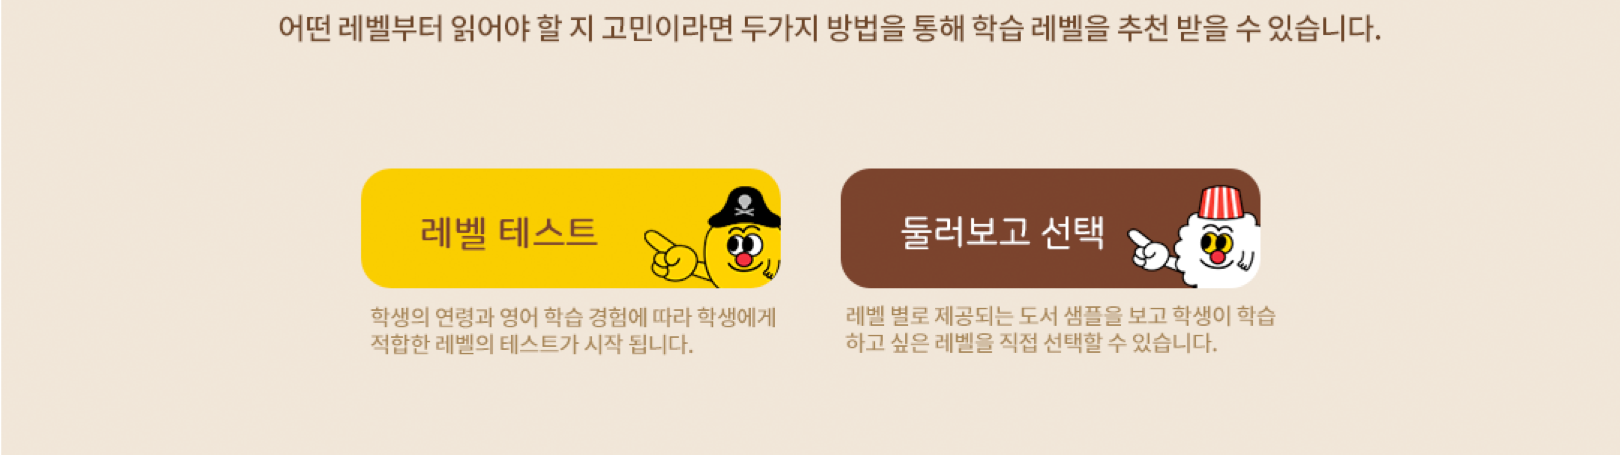 어떤 레벨부터 읽어야 할 지 고민이라면 두가지 방법을 통해 학습 레벨을 추천 받을 수 있습니다.
레벨 테스트
학생의 연령과 영어 학습 경험에 따라 학생에게
적합한 레벨의 테스트가 시작 됩니다.
둘러보고 선택
레벨 별로 제공되는 도서 샘플을 보고 학생이 학습
하고 싶은 레벨을 직접 선택할 수 있습니다.